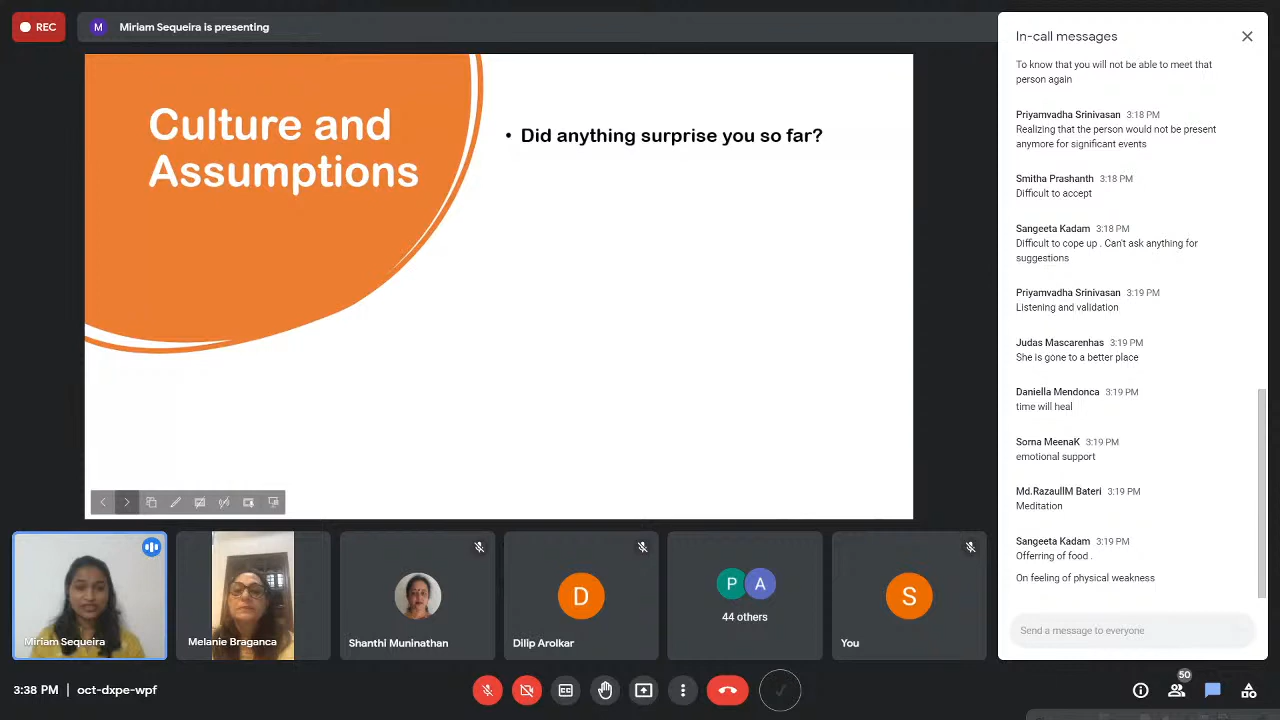 REC
M
Miriam Sequeira is presenting
Culture and
Assumptions
• Did anything surprise you so far?
In-call messages
To know that you will not be able to meet that
person again
Priyamvadha Srinivasan 3:18 PM
Realizing that the person would not be present
anymore for significant events
Smitha Prashanth 3:18 PM
Difficult to accept
Sangeeta Kadam 3:18 PM
Difficult to cope up . Can't ask anything for
suggestions
Priyamvadha Srinivasan 3:19 PM
Listening and validation
Judas Mascarenhas 3:19 PM
She is gone to a better place
Daniella Mendonca 3:19 PM
time will heal
Sorna MeenaK 3:19 PM
emotional support
Md.RazaullM Bateri 3:19 PM
Meditation
Sangeeta Kadam 3:19 PM
Offerring of food .
On feeling of physical weakness
Send a message to everyone
Miriam Sequeira
Melanie Braganca
Shanthi Muninathan
D
Dilip Arolkar
P
A
44 others
S
You
3:38 PM | oct-dxpe-wpf
50